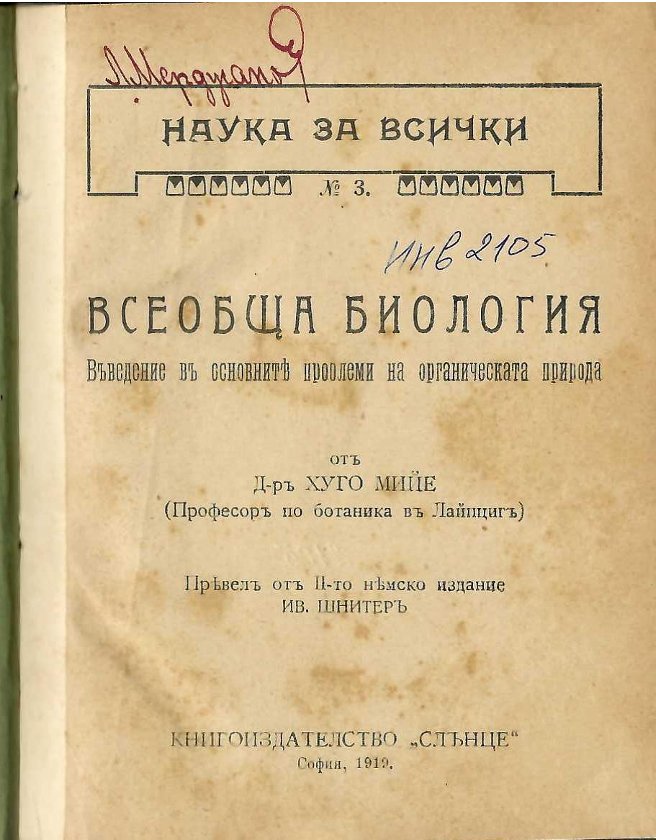 Л. Мерджанов
НАУКА ЗА ВСИЧКИ
№ 3.
инв 2105
ВСЕОБЩА БИОЛОГИЯ
Въведение въ основнитѣ проблеми на органическата природа
отъ
Д-ръ ХУГО МИЙЕ
(Професоръ по ботаника въ Лайпцигъ)
Прѣвелъ отъ II-то нѣмско издание
ИВ. ШНИТЕРЪ
КНИГОИЗДАТЕЛСТВО „СЛЪНЦЕ“
София, 1919.